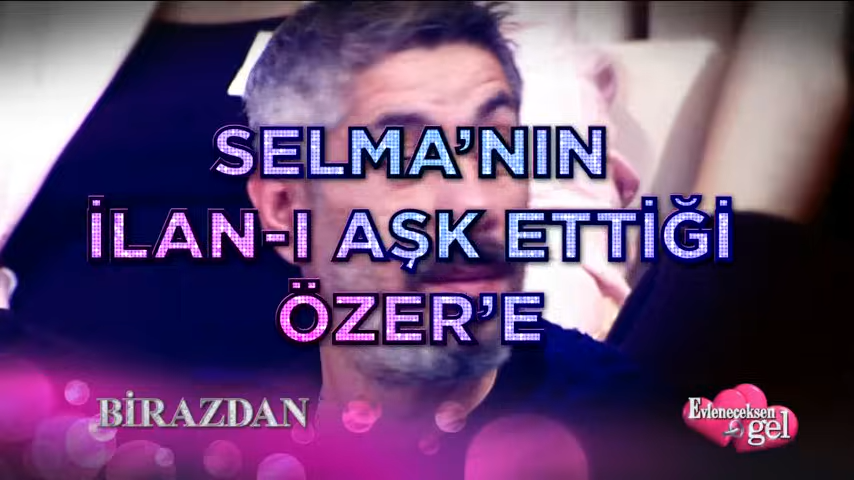 SELMA'NIN
İLAN-I AŞK ETTİĞİ
ÖZER'E
BİRAZDAN
Evleneceksen
gel